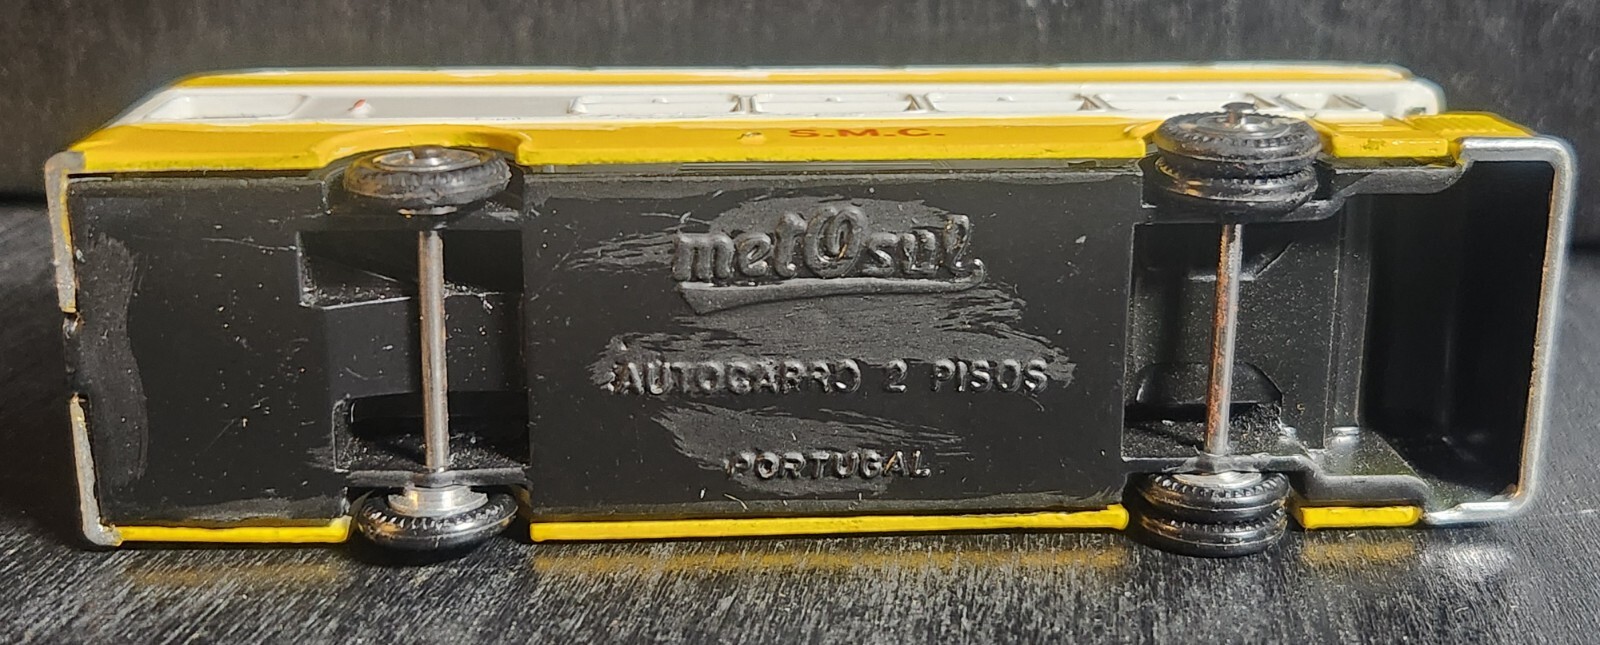 S.M.C.
metOsul
AUTOCARRO 2 PISOS
PORTUGAL